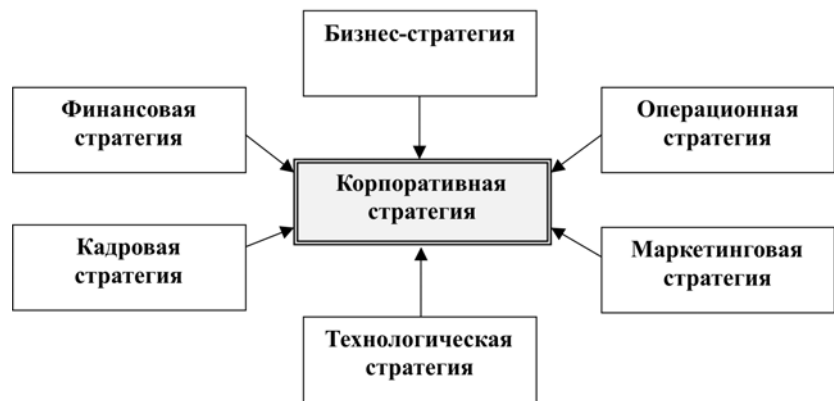 Бизнес-стратегия
Финансовая
стратегия
Операционная
стратегия
Корпоративная
стратегия
Кадровая
стратегия
Маркетинговая
стратегия
Технологическая
стратегия